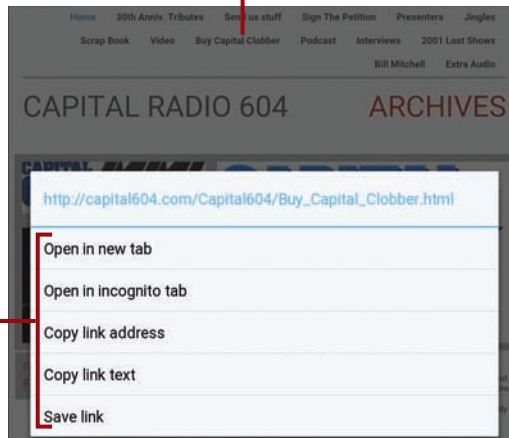 Home 30th Anniv. Tributes Send us stuff Sign The Petition Presenters Jingles
Scrap Book Video Buy Capital Clobber Podcast Interviews 2001 Lost Shows
Bill Mitchell Extra Audio
CAPITAL RADIO 604 ARCHIVES
CAPITAL
http://capital604.com/Capital604/Buy_Capital_Clobber.html
Open in new tab
Open in incognito tab
Copy link address
Copy link text
Save link